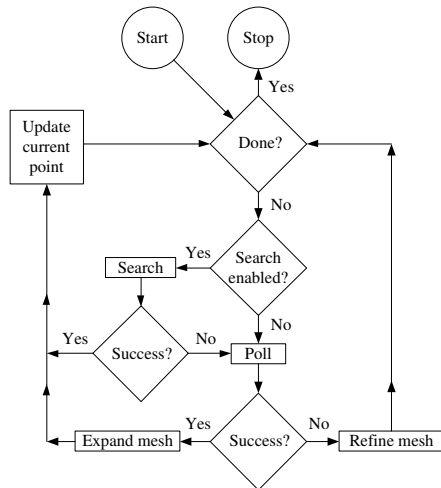 Start
Stop
Yes
Update
current
point
Done?
No
Yes
Search
Search
enabled?
No
Yes
Success?
No
Poll
Yes
No
Expand mesh
Success?
Refine mesh